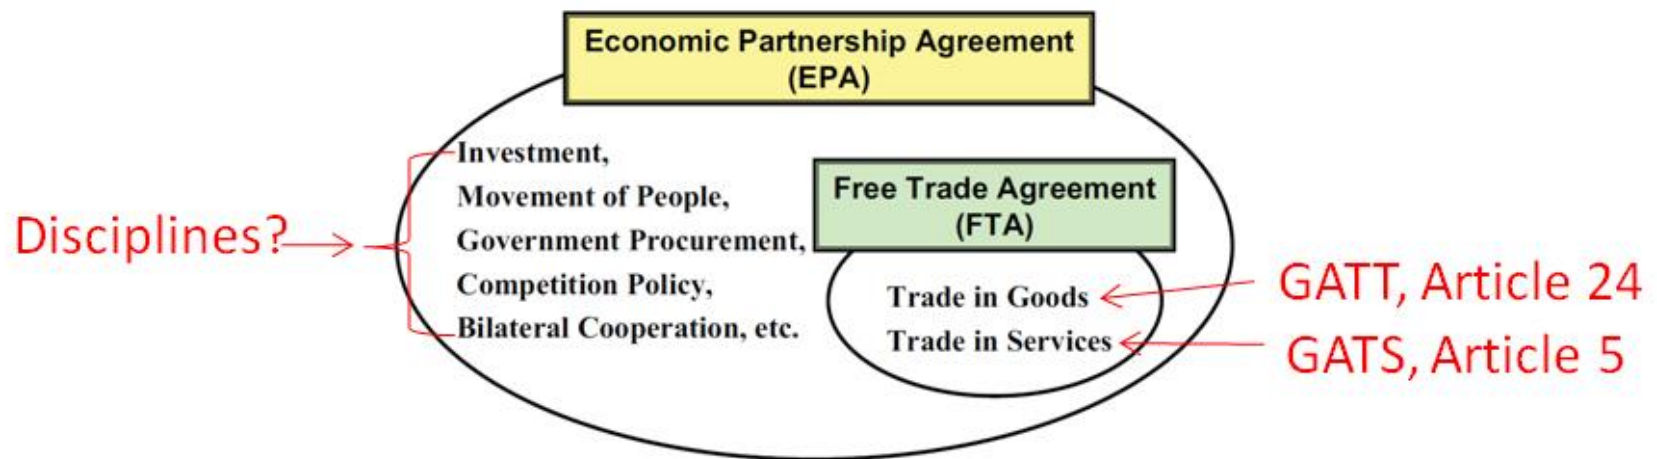 Economic Partnership Agreement
(EPA)
Investment,
Movement of People,
Government Procurement,
Competition Policy,
Bilateral Cooperation, etc.
Disciplines?
Free Trade Agreement
(FTA)
Trade in Goods
Trade in Services
GATT, Article 24
GATS, Article 5